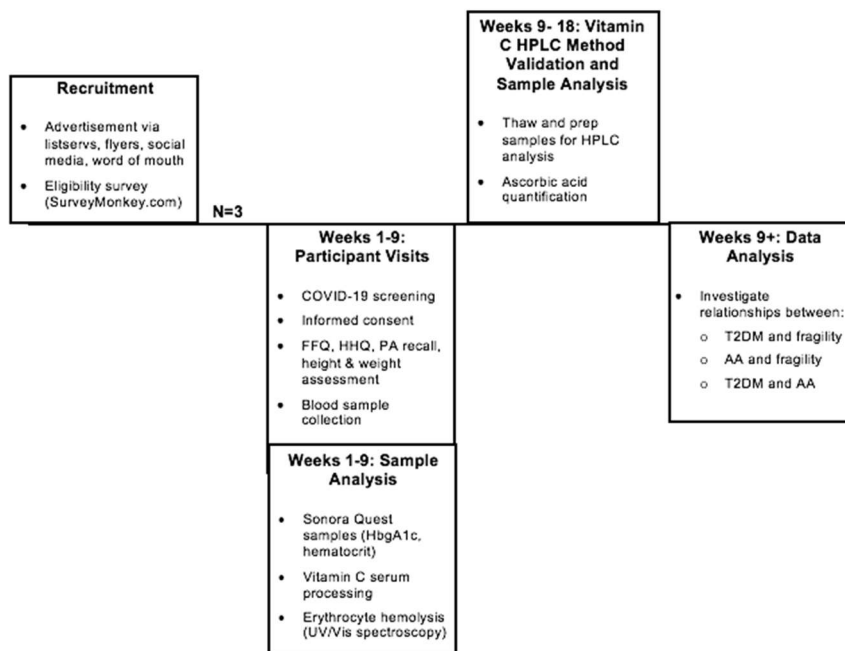 Recruitment
• Advertisement via
listservs, flyers, social
media, word of mouth
• Eligibility survey
(SurveyMonkey.com)
N=3
Weeks 1-9:
Participant Visits
• COVID-19 screening
• Informed consent
• FFQ, HHQ, PA recall,
height & weight
assessment
• Blood sample
collection
Weeks 1-9: Sample
Analysis
• Sonora Quest
samples (HbgA1c,
hematocrit)
• Vitamin C serum
processing
• Erythrocyte hemolysis
(UV/Vis spectroscopy)
Weeks 9- 18: Vitamin
C HPLC Method
Validation and
Sample Analysis
• Thaw and prep
samples for HPLC
analysis
• Ascorbic acid
quantification
Weeks 9+: Data
Analysis
• Investigate
relationships between:
o T2DM and fragility
o AA and fragility
o T2DM and AA